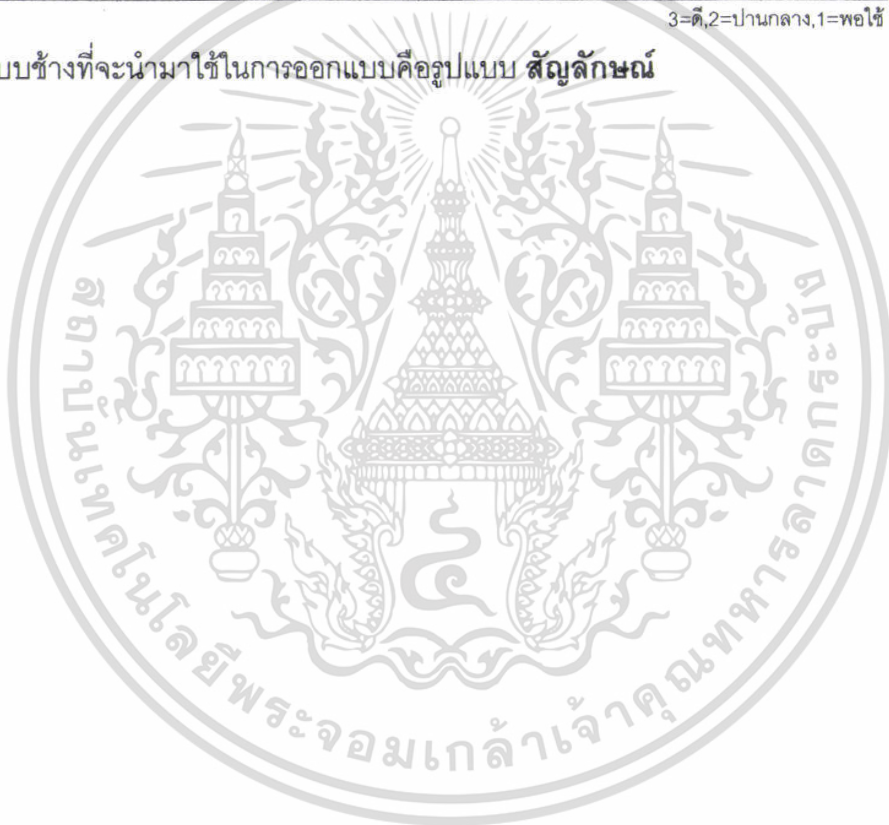 3=ดี,2=ปานกลาง,1=พอใช้
บบช้างที่จะนำมาใช้ในการออกแบบคือรูปแบบ สัญลักษณ์
๔
สถาบันเทคโนโลยีพระจอมเกล้าเจ้าคุณทหารลาดกระบัง